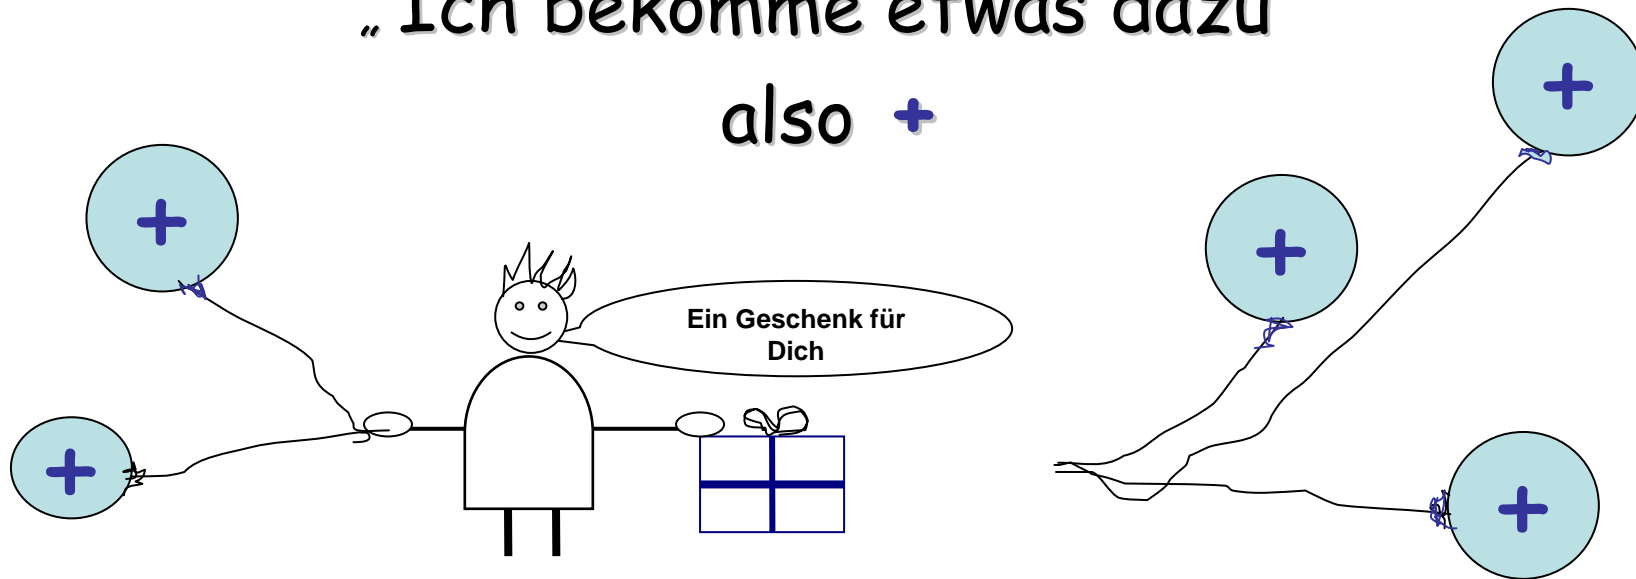 „ Ich bekomme etwas dazu
also +
+
+
+
+
Ein Geschenk für
Dich
+
+